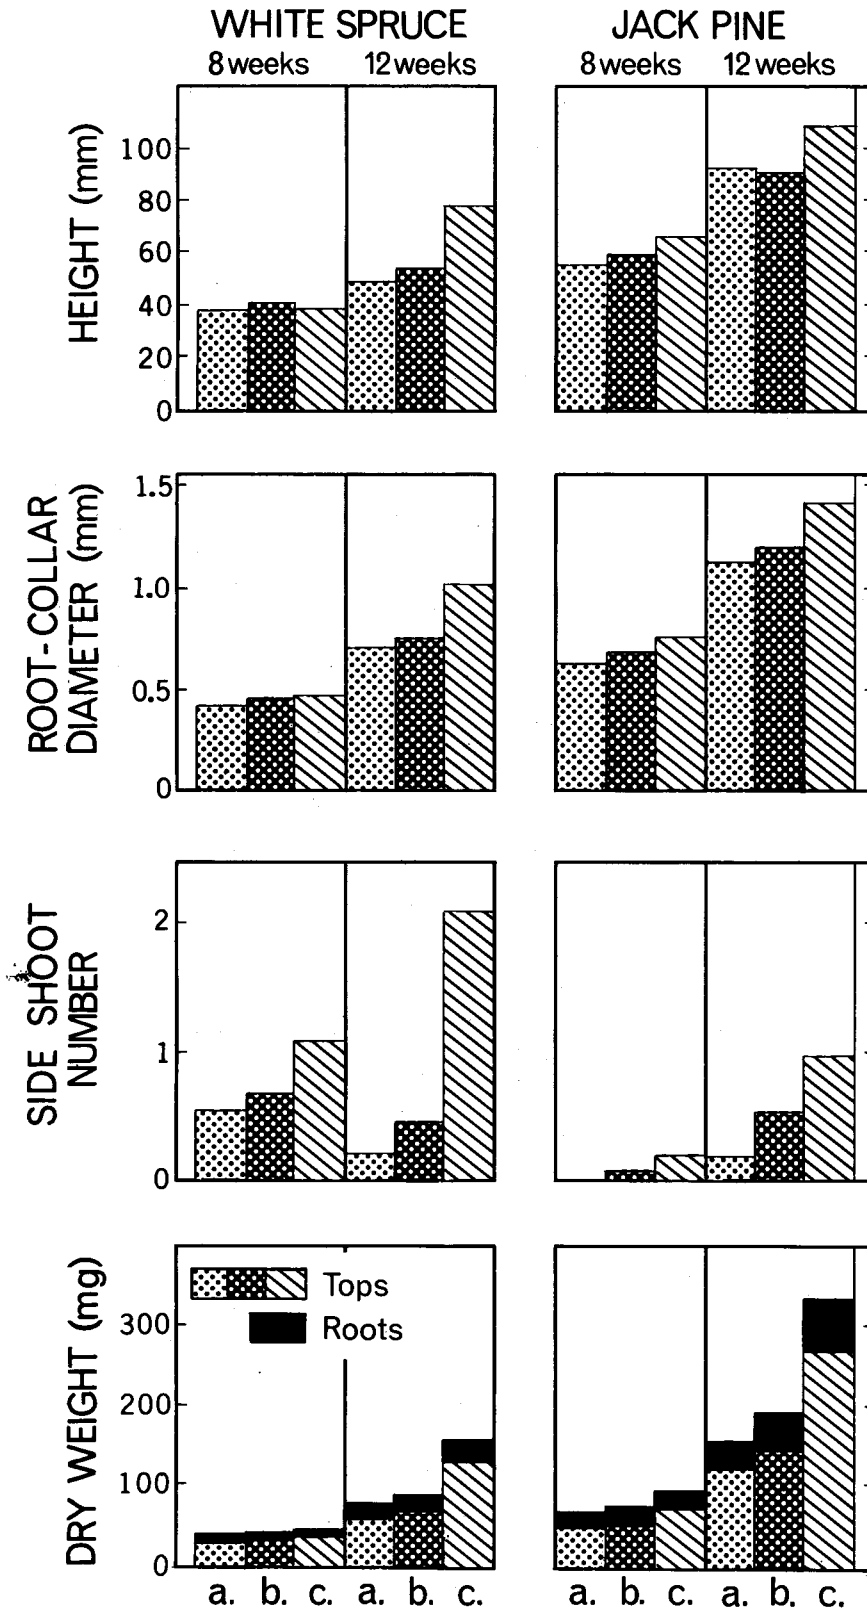 WHITE SPRUCE
JACK PINE
8 weeks
12 weeks
8 weeks
12 weeks
HEIGHT (mm)
100
80
60
40
20
0
ROOT-COLLAR
DIAMETER (mm)
1.5
1.0
0.5
0
SIDE SHOOT
NUMBER
2
1
0
DRY WEIGHT (mg)
300
200
100
0
Tops
Roots
a. b. c. a. b. c.
a. b. c. a. b. c.